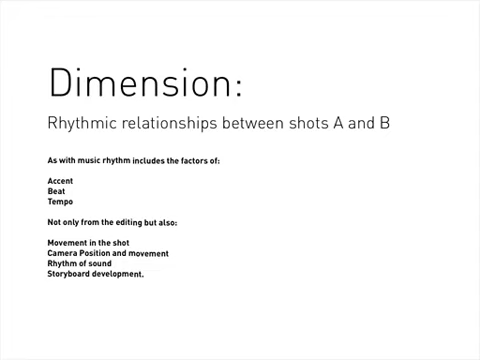 Dimension:
Rhythmic relationships between shots A and B
As with music rhythm includes the factors of:
Accent
Beat
Tempo
Not only from the editing but also:
Movement in the shot
Camera Position and movement
Rhythm of sound
Storyboard development.